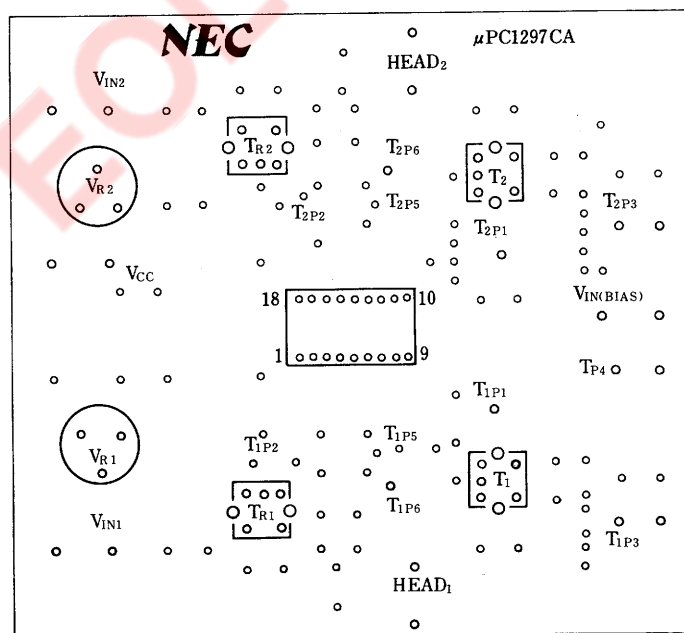 EOL
NEC
μPC1297CA
HEAD2
VIN2
TR2
T2P6
VR2
T2
T2P2
T2P5
T2P3
T2P1
VCC
18
10
VIN(BIAS)
1
9
TP4
T1P1
T1P2
T1P5
VR1
T1
TR1
T1P6
VIN1
T1P3
HEAD1